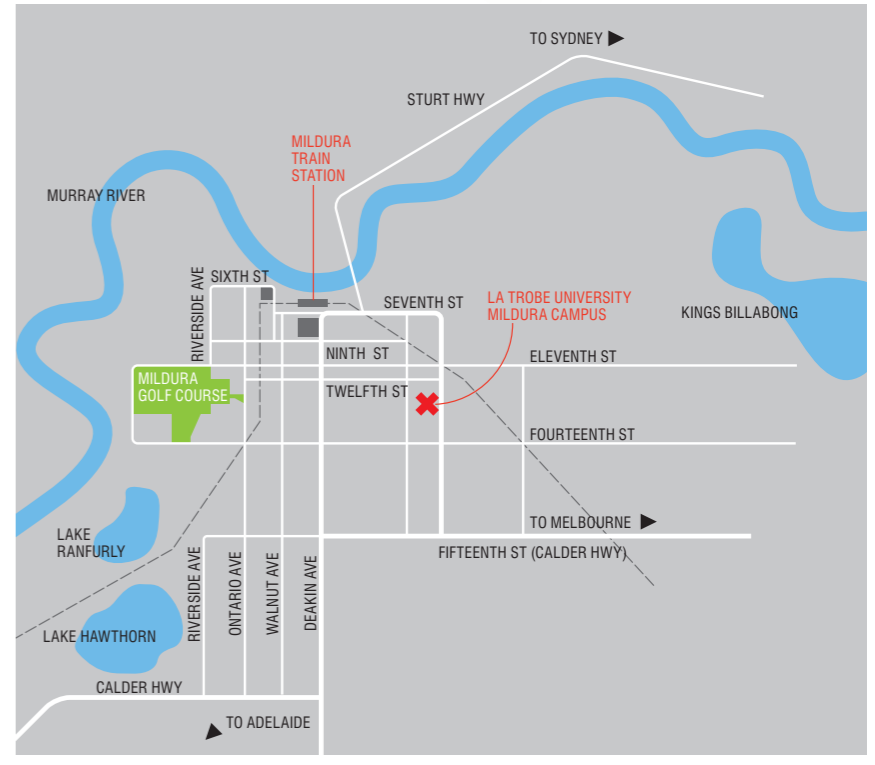 TO SYDNEY
STURT HWY
MILDURA
TRAIN
STATION
MURRAY RIVER
RIVERSIDE AVE
SIXTH ST
SEVENTH ST
LA TROBE UNIVERSITY
MILDURA CAMPUS
KINGS BILLABONG
NINTH ST
ELEVENTH ST
MILDURA
GOLF COURSE
TWELFTH ST
FOURTEENTH ST
LAKE
RANFURLY
TO MELBOURNE
FIFTEENTH ST (CALDER HWY)
RIVERSIDE AVE
ONTARIO AVE
WALNUT AVE
DEAKIN AVE
LAKE HAWTHORN
CALDER HWY
TO ADELAIDE